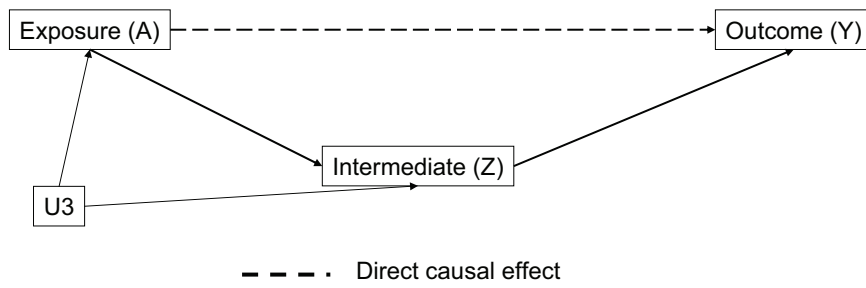 Exposure (A)
Outcome (Y)
Intermediate (Z)
U3
Direct causal effect